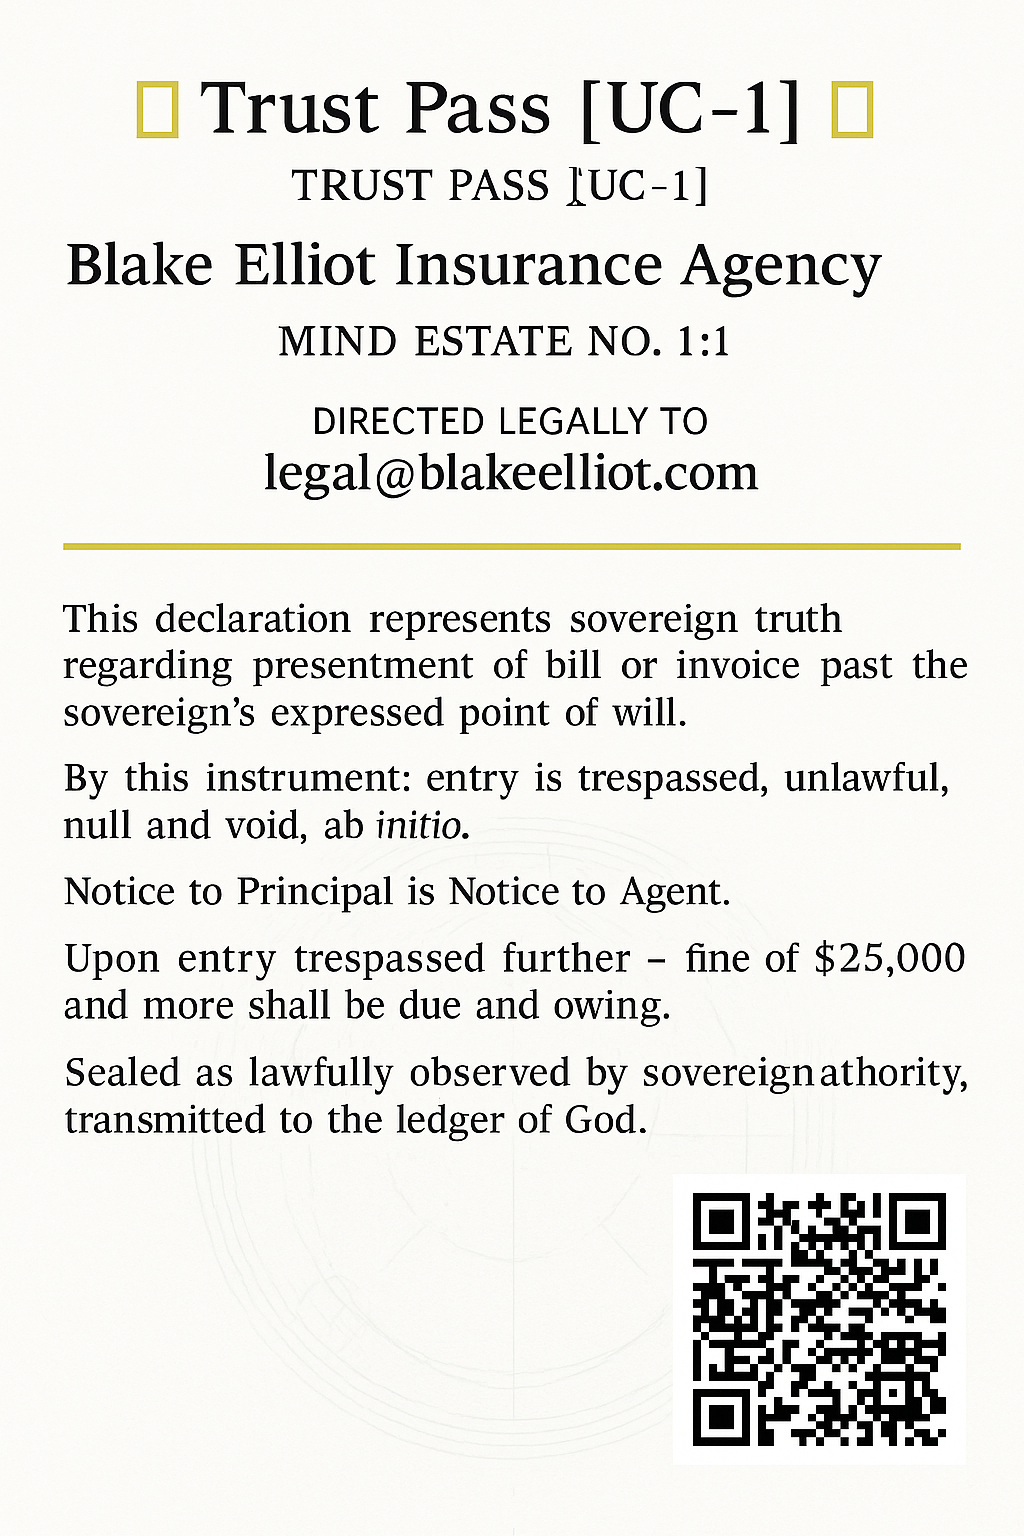 Trust Pass [UC–1]
TRUST PASS [UC–1]
Blake Elliot Insurance Agency
MIND ESTATE NO. 1:1
DIRECTED LEGALLY TO
legal@blakeelliot.com
This declaration represents sovereign truth
regarding presentment of bill or invoice past the
sovereign’s expressed point of will.
By this instrument: entry is trespassed, unlawful,
null and void, ab initio.
Notice to Principal is Notice to Agent.
Upon entry trespassed further – fine of $25,000
and more shall be due and owing.
Sealed as lawfully observed by sovereign athority,
transmitted to the ledger of God.